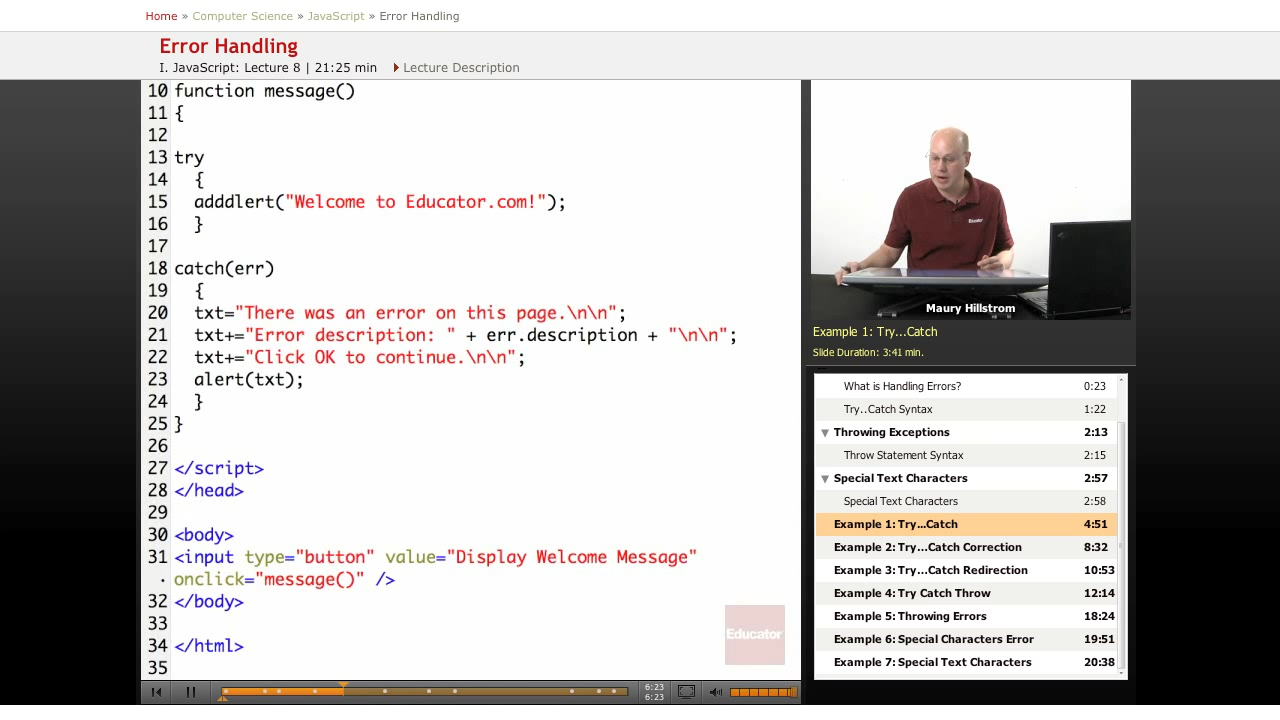 Home » Computer Science » JavaScript » Error Handling
Error Handling
I. JavaScript: Lecture 8 | 21:25 min Lecture Description
10 function message()
11 {
12
13 try
14 {
15 adddlert("Welcome to Educator.com!");
16 }
17
18 catch(err)
19 {
20 txt="There was an error on this page.\n\n";
21 txt+="Error description: " + err.description + "\n\n";
22 txt+="Click OK to continue.\n\n";
23 alert(txt);
24 }
25 }
26
27 </script>
28 </head>
29
30 <body>
31 <input type="button" value="Display Welcome Message"
· onclick="message()" />
32 </body>
33
34 </html>
35
Educator
6:23
6:23
Educator
Maury Hillstrom
Example 1: Try...Catch
Slide Duration: 3:41 min.
What is Handling Errors? 0:23
Try..Catch Syntax 1:22
Throwing Exceptions 2:13
Throw Statement Syntax 2:15
Special Text Characters 2:57
Special Text Characters 2:58
Example 1: Try...Catch 4:51
Example 2: Try...Catch Correction 8:32
Example 3: Try...Catch Redirection 10:53
Example 4: Try Catch Throw 12:14
Example 5: Throwing Errors 18:24
Example 6: Special Characters Error 19:51
Example 7: Special Text Characters 20:38